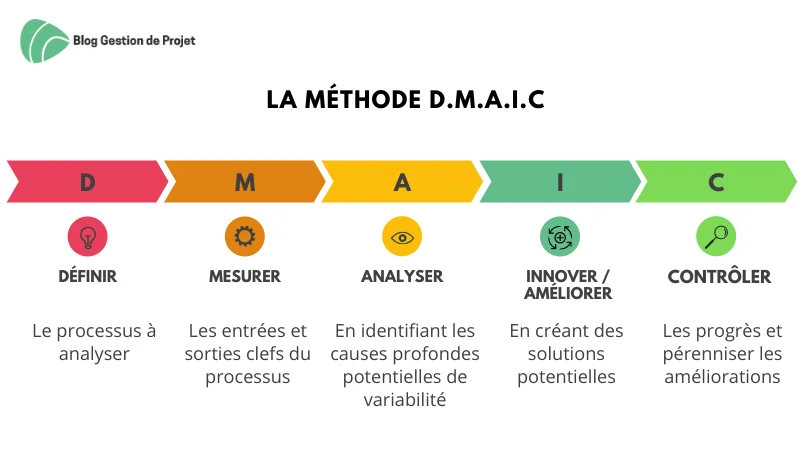 Blog Gestion de Projet
LA MÉTHODE D.M.A.I.C
D
M
A
I
C
DÉFINIR
Le processus à
analyser
MESURER
Les entrées et
sorties clefs du
processus
ANALYSER
En identifiant les
causes profondes
potentielles de
variabilité
INNOVER /
AMÉLIORER
En créant des
solutions
potentielles
CONTRÔLER
Les progrès et
pérenniser les
améliorations